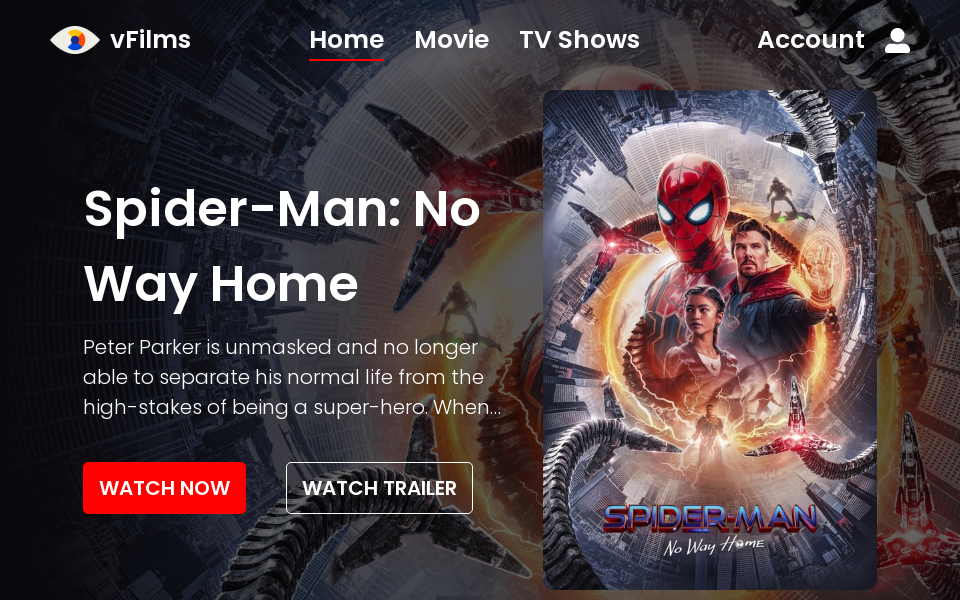 vFilms
Home
Movie
TV Shows
Account
Spider-Man: No
Way Home
Peter Parker is unmasked and no longer
able to separate his normal life from the
high-stakes of being a super-hero. When...
WATCH NOW
WATCH TRAILER
SPIDER-MAN
No Way Home